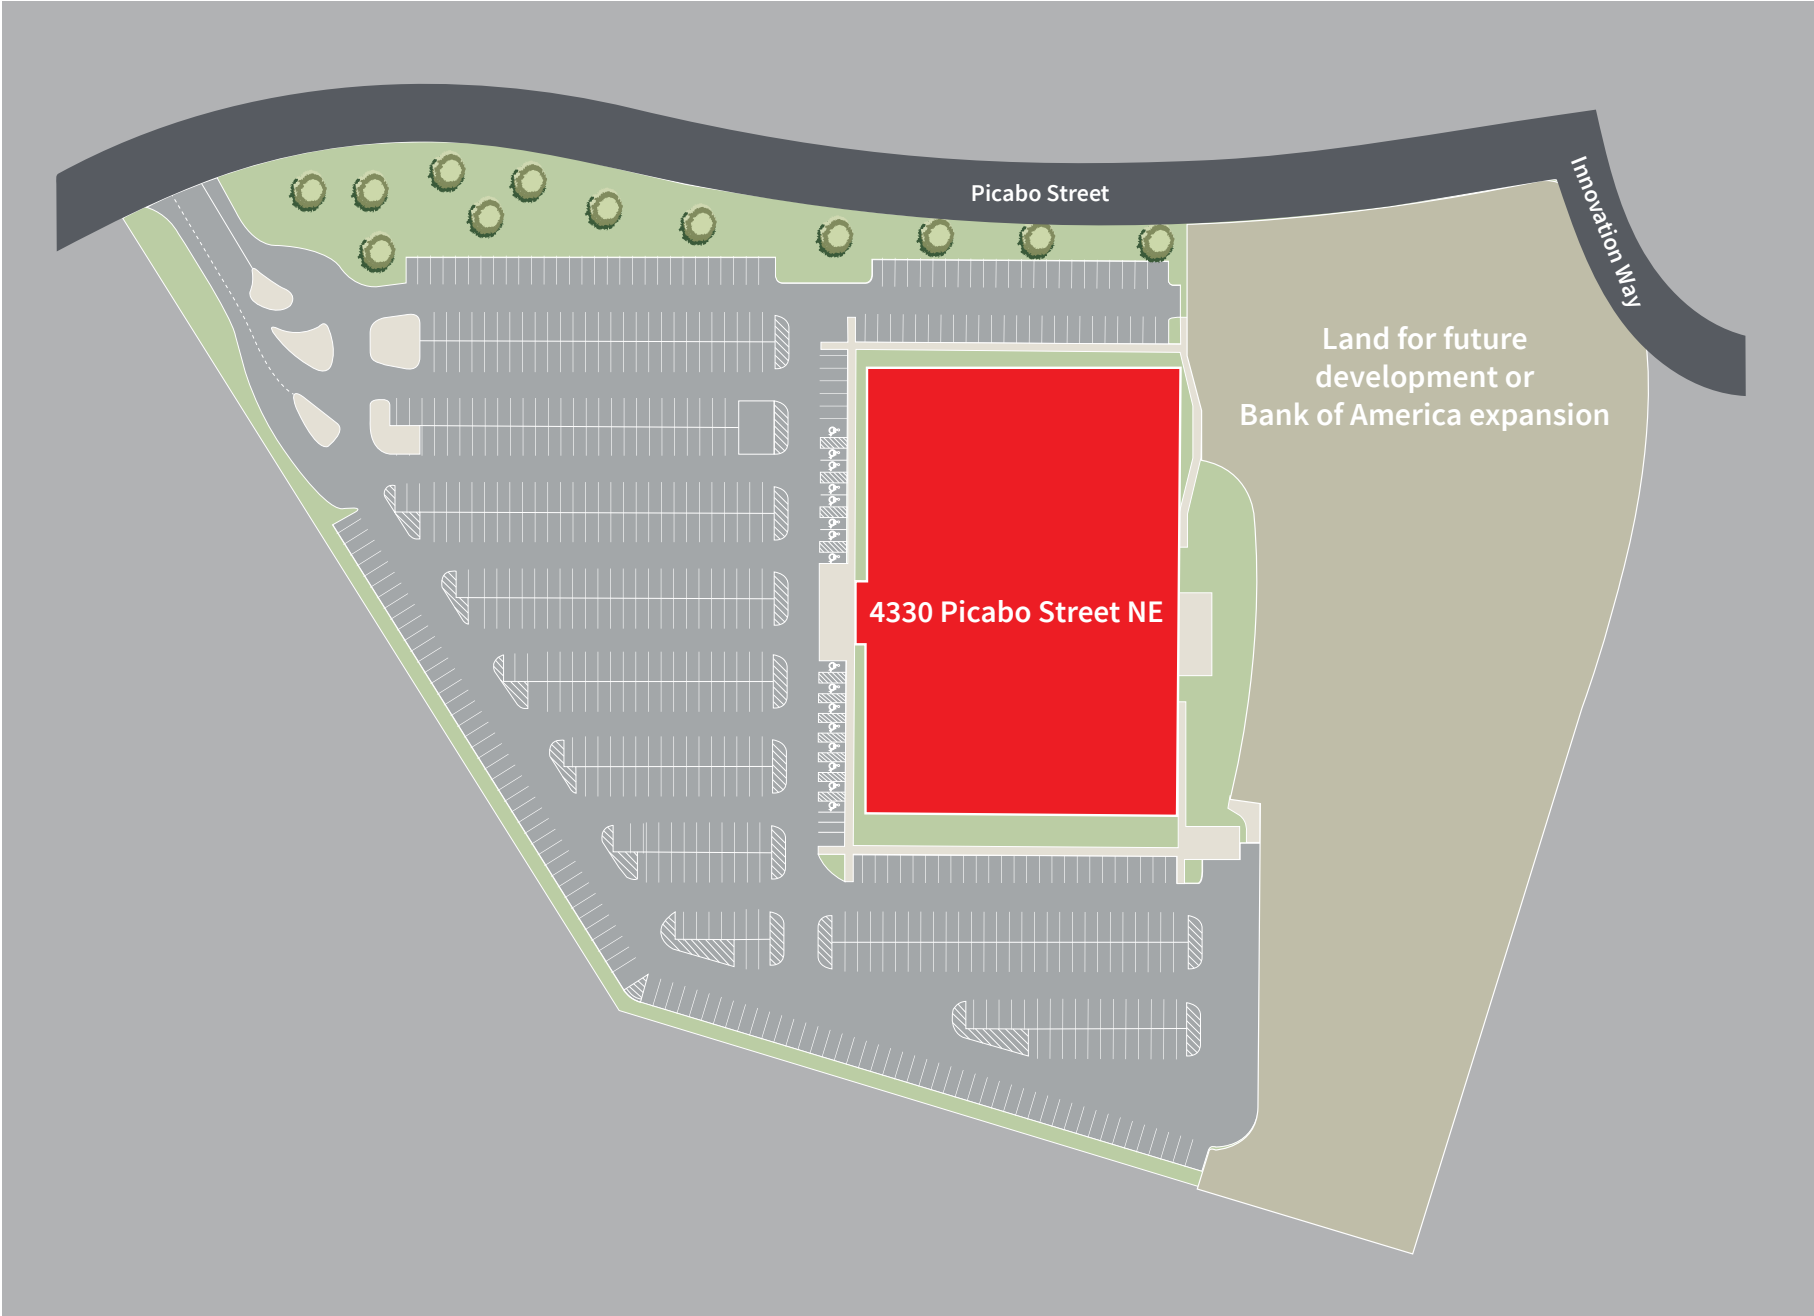 Picabo Street
Innovation Way
Land for future
development or
Bank of America expansion
4330 Picabo Street NE